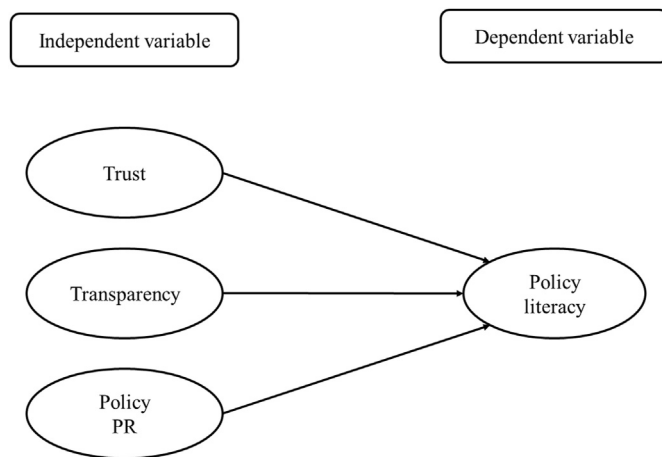 Independent variable
Dependent variable
Trust
Transparency
Policy
literacy
Policy
PR